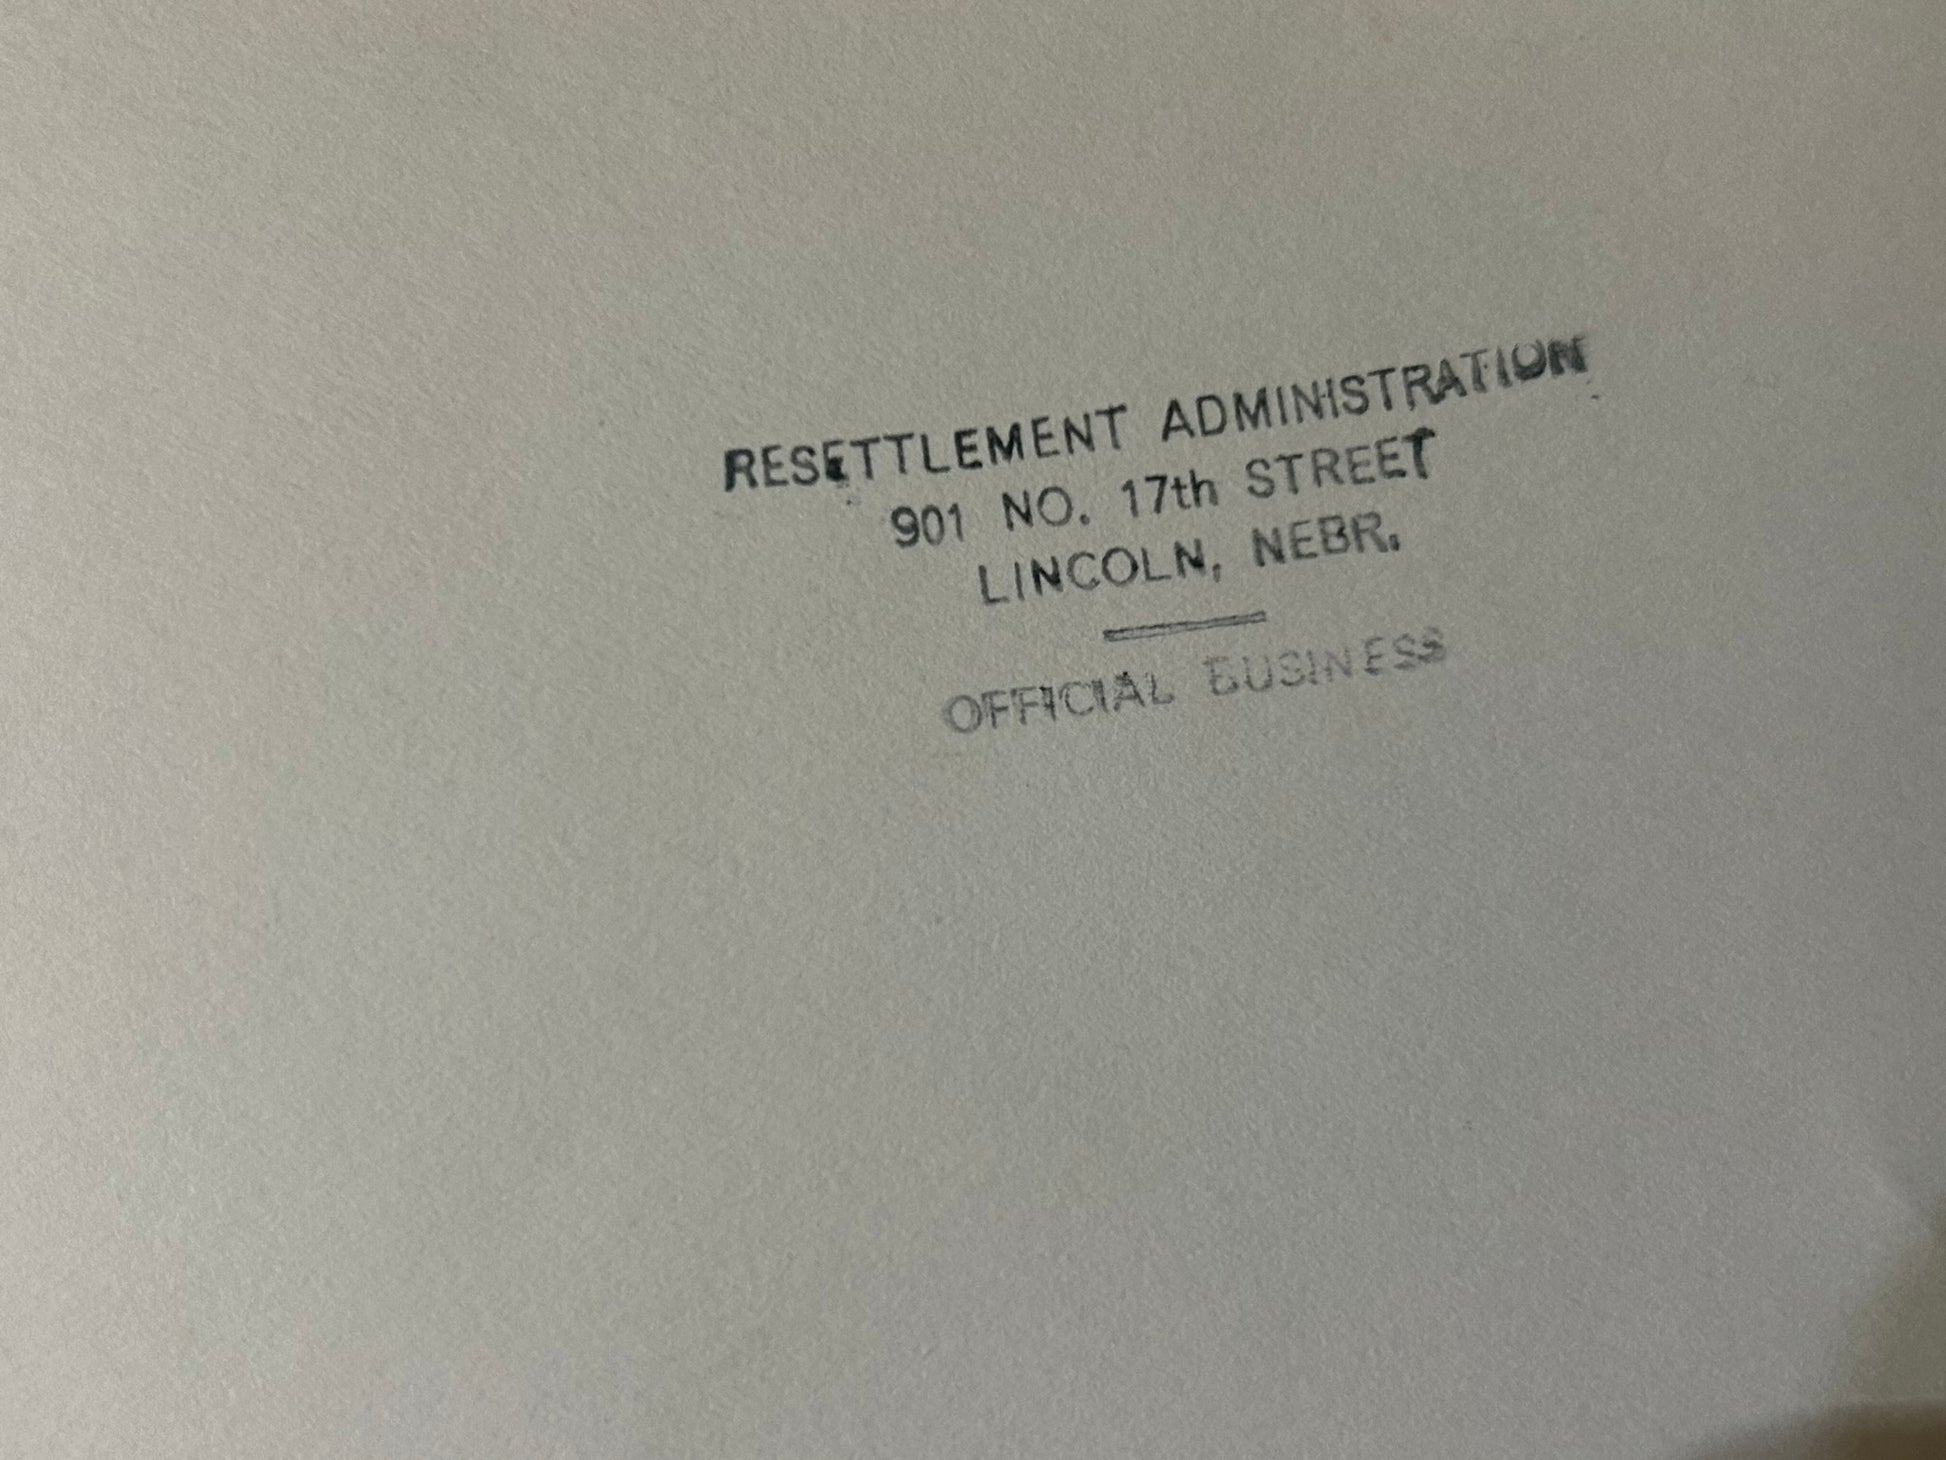 RESETTLEMENT ADMINISTRATION
901 NO. 17th STREET
LINCOLN, NEBR.
OFFICIAL BUSINESS